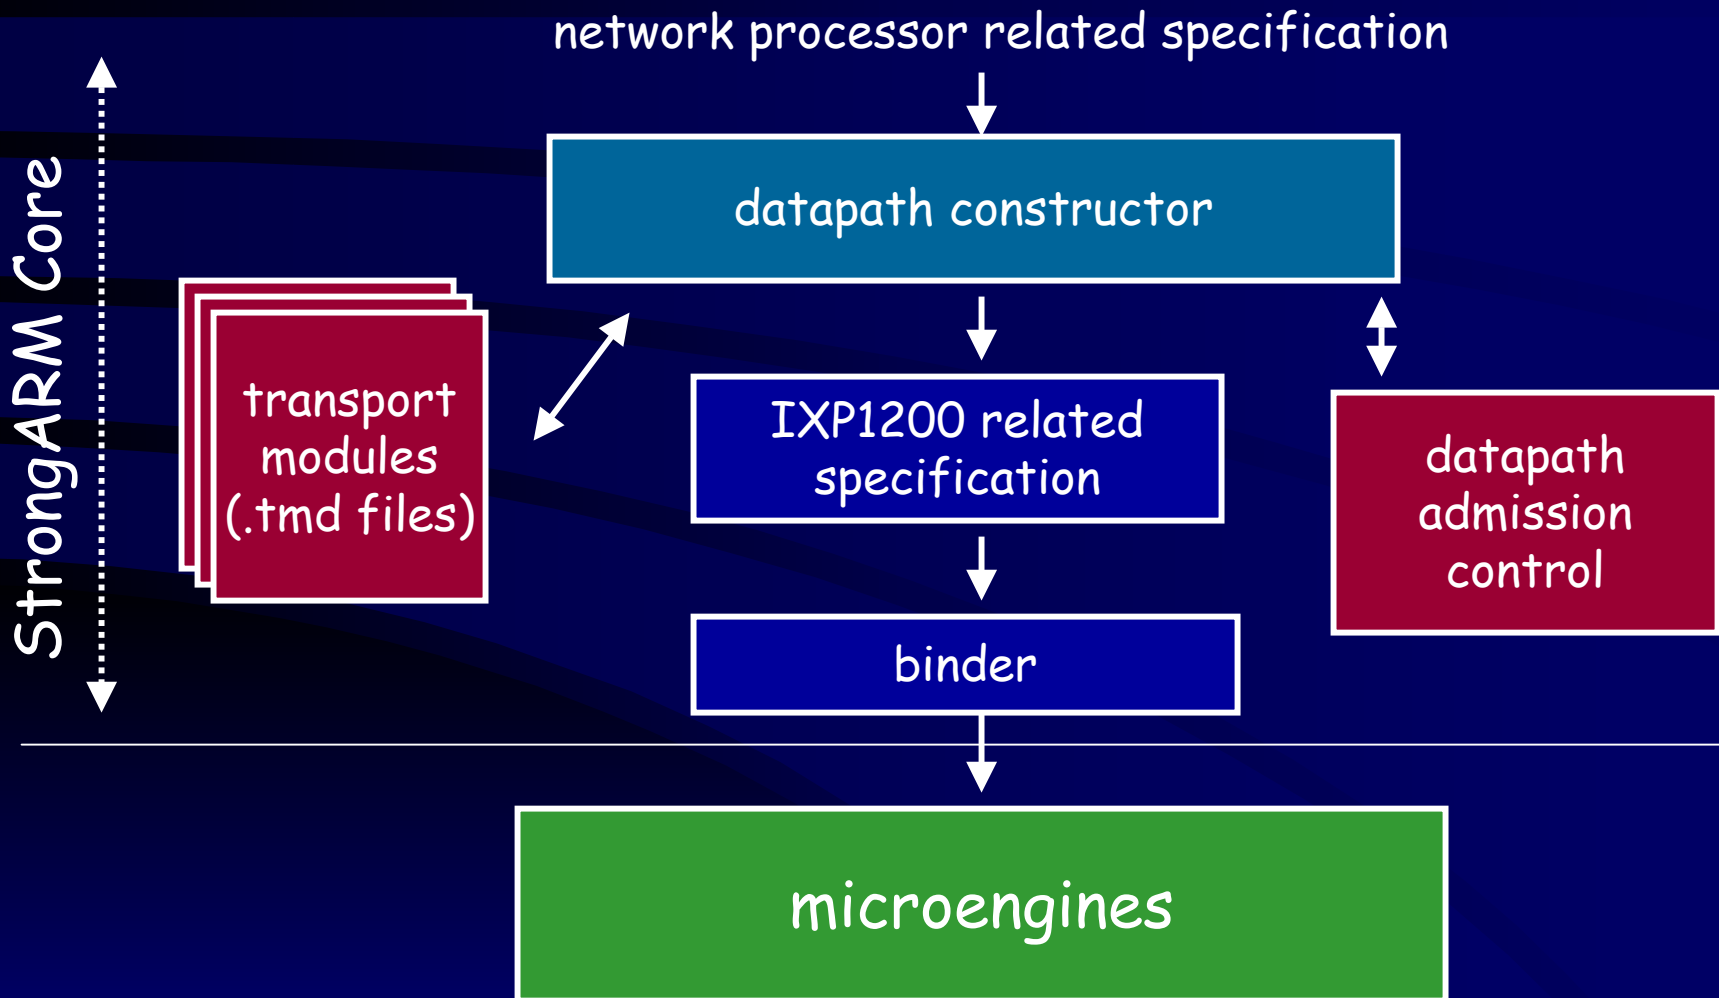 network processor related specification
StrongARM Core
datapath constructor
transport
modules
(.tmd files)
IXP1200 related
specification
datapath
admission
control
binder
microengines